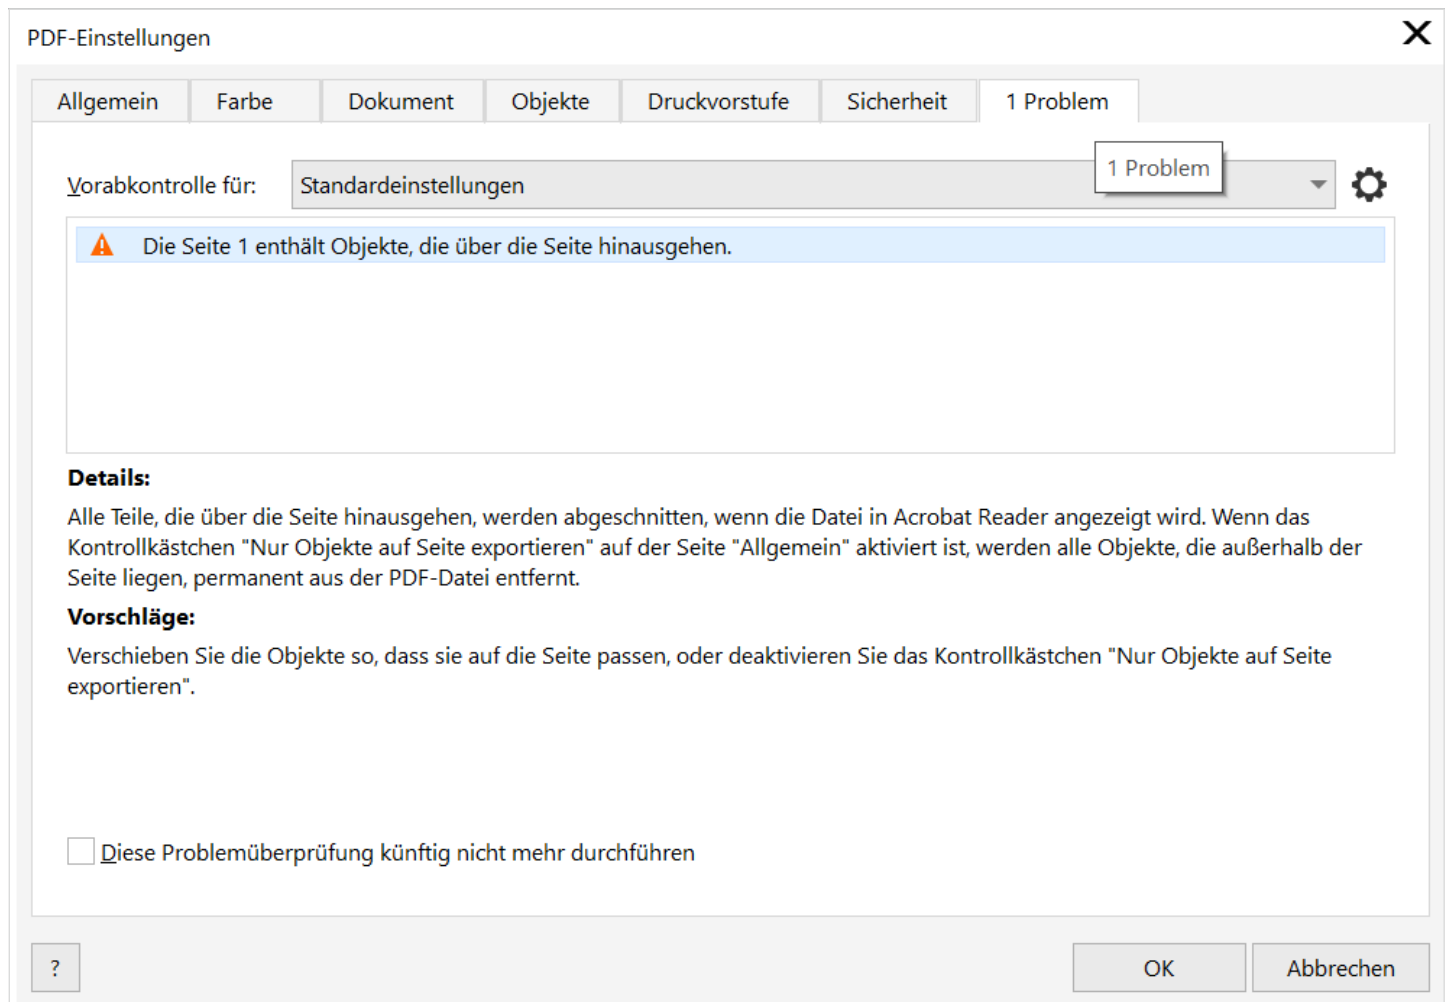 PDF-Einstellungen
Allgemein
Farbe
Dokument
Objekte
Druckvorstufe
Sicherheit
1 Problem
1 Problem
Vorabkontrolle für:
Standardeinstellungen
Die Seite 1 enthält Objekte, die über die Seite hinausgehen.
Details:
Alle Teile, die über die Seite hinausgehen, werden abgeschnitten, wenn die Datei in Acrobat Reader angezeigt wird. Wenn das
Kontrollkästchen "Nur Objekte auf Seite exportieren" auf der Seite "Allgemein" aktiviert ist, werden alle Objekte, die außerhalb der
Seite liegen, permanent aus der PDF-Datei entfernt.
Vorschläge:
Verschieben Sie die Objekte so, dass sie auf die Seite passen, oder deaktivieren Sie das Kontrollkästchen "Nur Objekte auf Seite
exportieren".
Diese Problemüberprüfung künftig nicht mehr durchführen
?
OK
Abbrechen